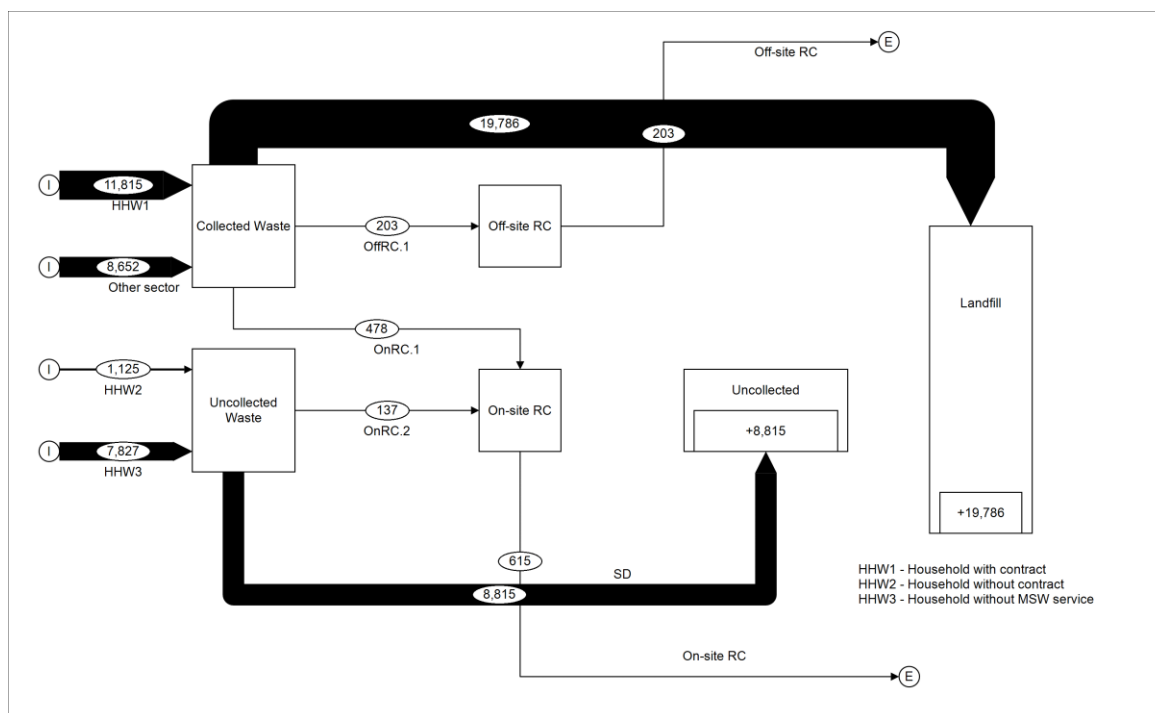 Off-site RC
E
19,786
203
I
11,815
HHW1
Collected Waste
203
OffRC.1
Off-site RC
I
8,652
Other sector
Landfill
478
OnRC.1
I
1,125
HHW2
Uncollected
Waste
137
OnRC.2
On-site RC
Uncollected
+8,815
I
7,827
HHW3
+19,786
615
SD
8,815
HHW1 - Household with contract
HHW2 - Household without contract
HHW3 - Household without MSW service
On-site RC
E